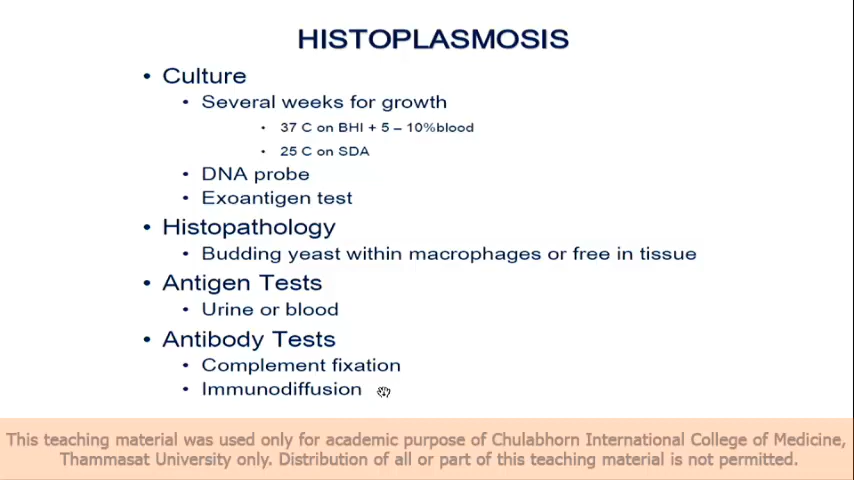 HISTOPLASMOSIS
• Culture
• Several weeks for growth
• 37 C on BHI + 5 – 10%blood
• 25 C on SDA
• DNA probe
• Exoantigen test
• Histopathology
• Budding yeast within macrophages or free in tissue
• Antigen Tests
• Urine or blood
• Antibody Tests
• Complement fixation
• Immunodiffusion
This teaching material was used only for academic purpose of Chulabhorn International College of Medicine,
Thammasat University only. Distribution of all or part of this teaching material is not permitted.